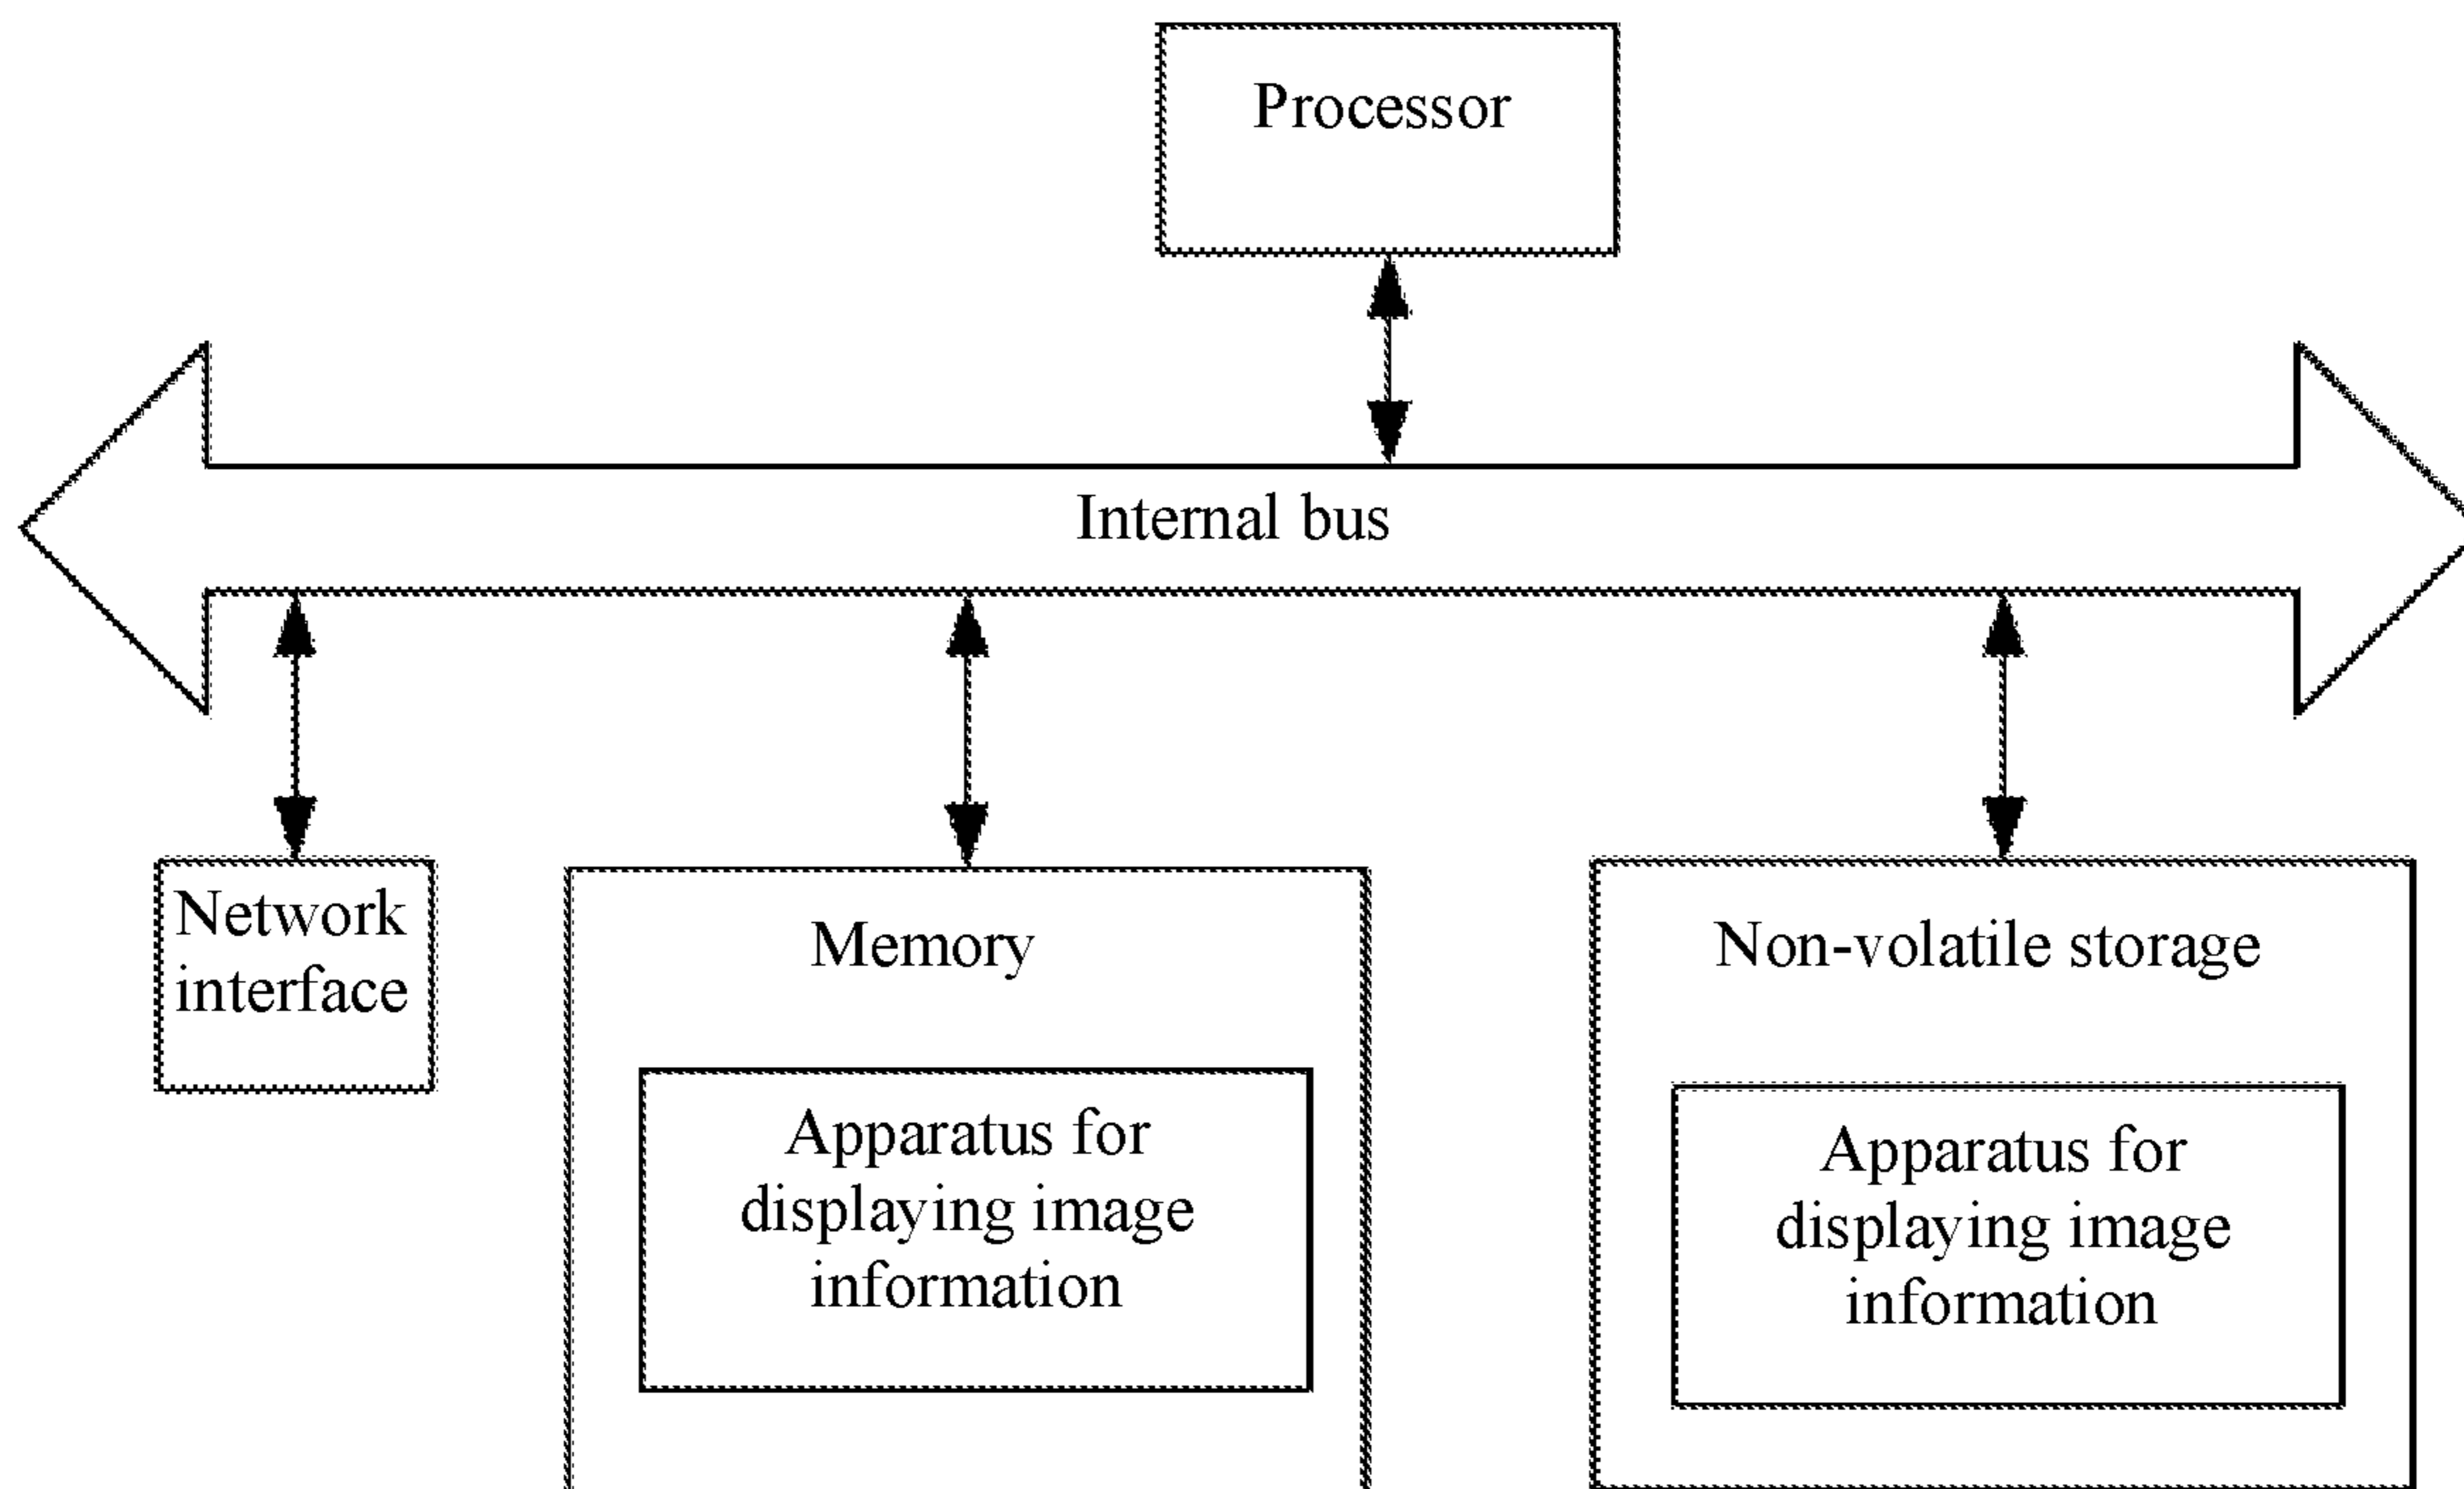 Processor
Internal bus
Network
interface
Memory
Apparatus for
displaying image
information
Non-volatile storage
Apparatus for
displaying image
information